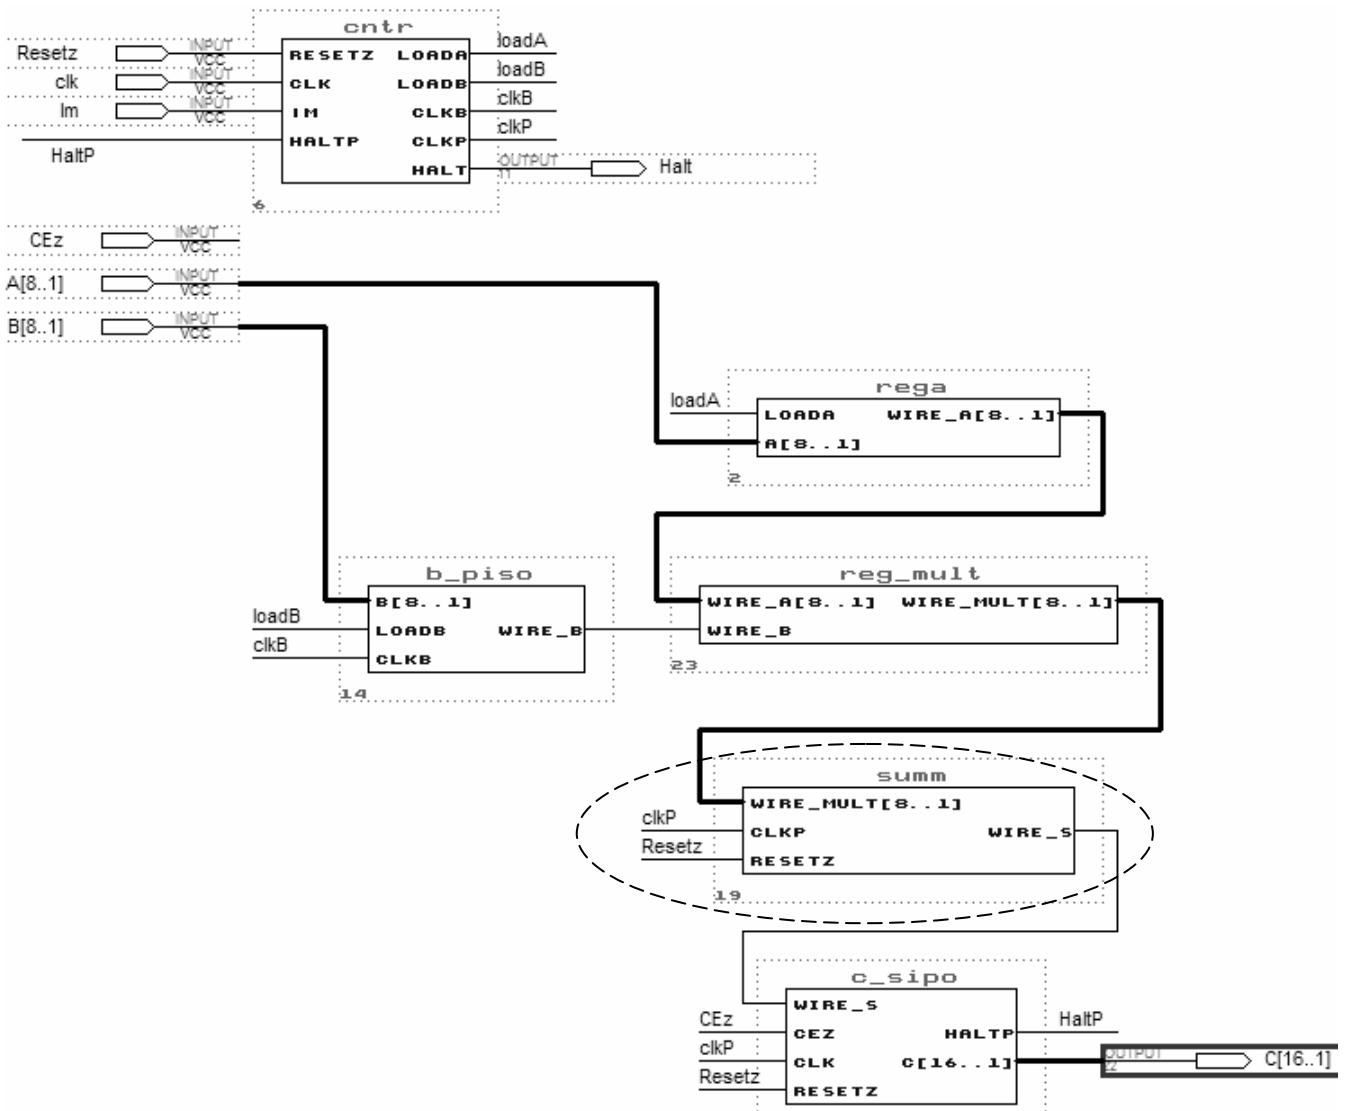 cntr
Resetz INPUT VCC RESETZ LOADA loadA
clk INPUT VCC CLK LOADB loadB
Im INPUT VCC IM CLKB clkB
HaltP HALTP CLKP clkP
HALT OUTPUT 11 Halt
6
CEz INPUT VCC
A[8..1] INPUT VCC
B[8..1] INPUT VCC
rega
loadA LOADA WIRE_A[8..1]
A[8..1]
2
b_piso
B[8..1]
loadB LOADB WIRE_B
clkB CLKB
14
reg_mult
WIRE_A[8..1] WIRE_MULT[8..1]
WIRE_B
23
summ
WIRE_MULT[8..1]
clkP CLKP WIRE_S
Resetz RESETZ
19
c_sipo
WIRE_S
CEz CEZ HALTP HaltP
clkP CLK C[16..1] OUTPUT 22 C[16..1]
Resetz RESETZ